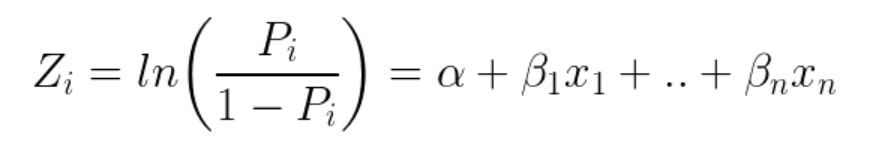 Z_i = ln(P_i / (1 − P_i)) = α + β_1x_1 + .. + β_nx_n